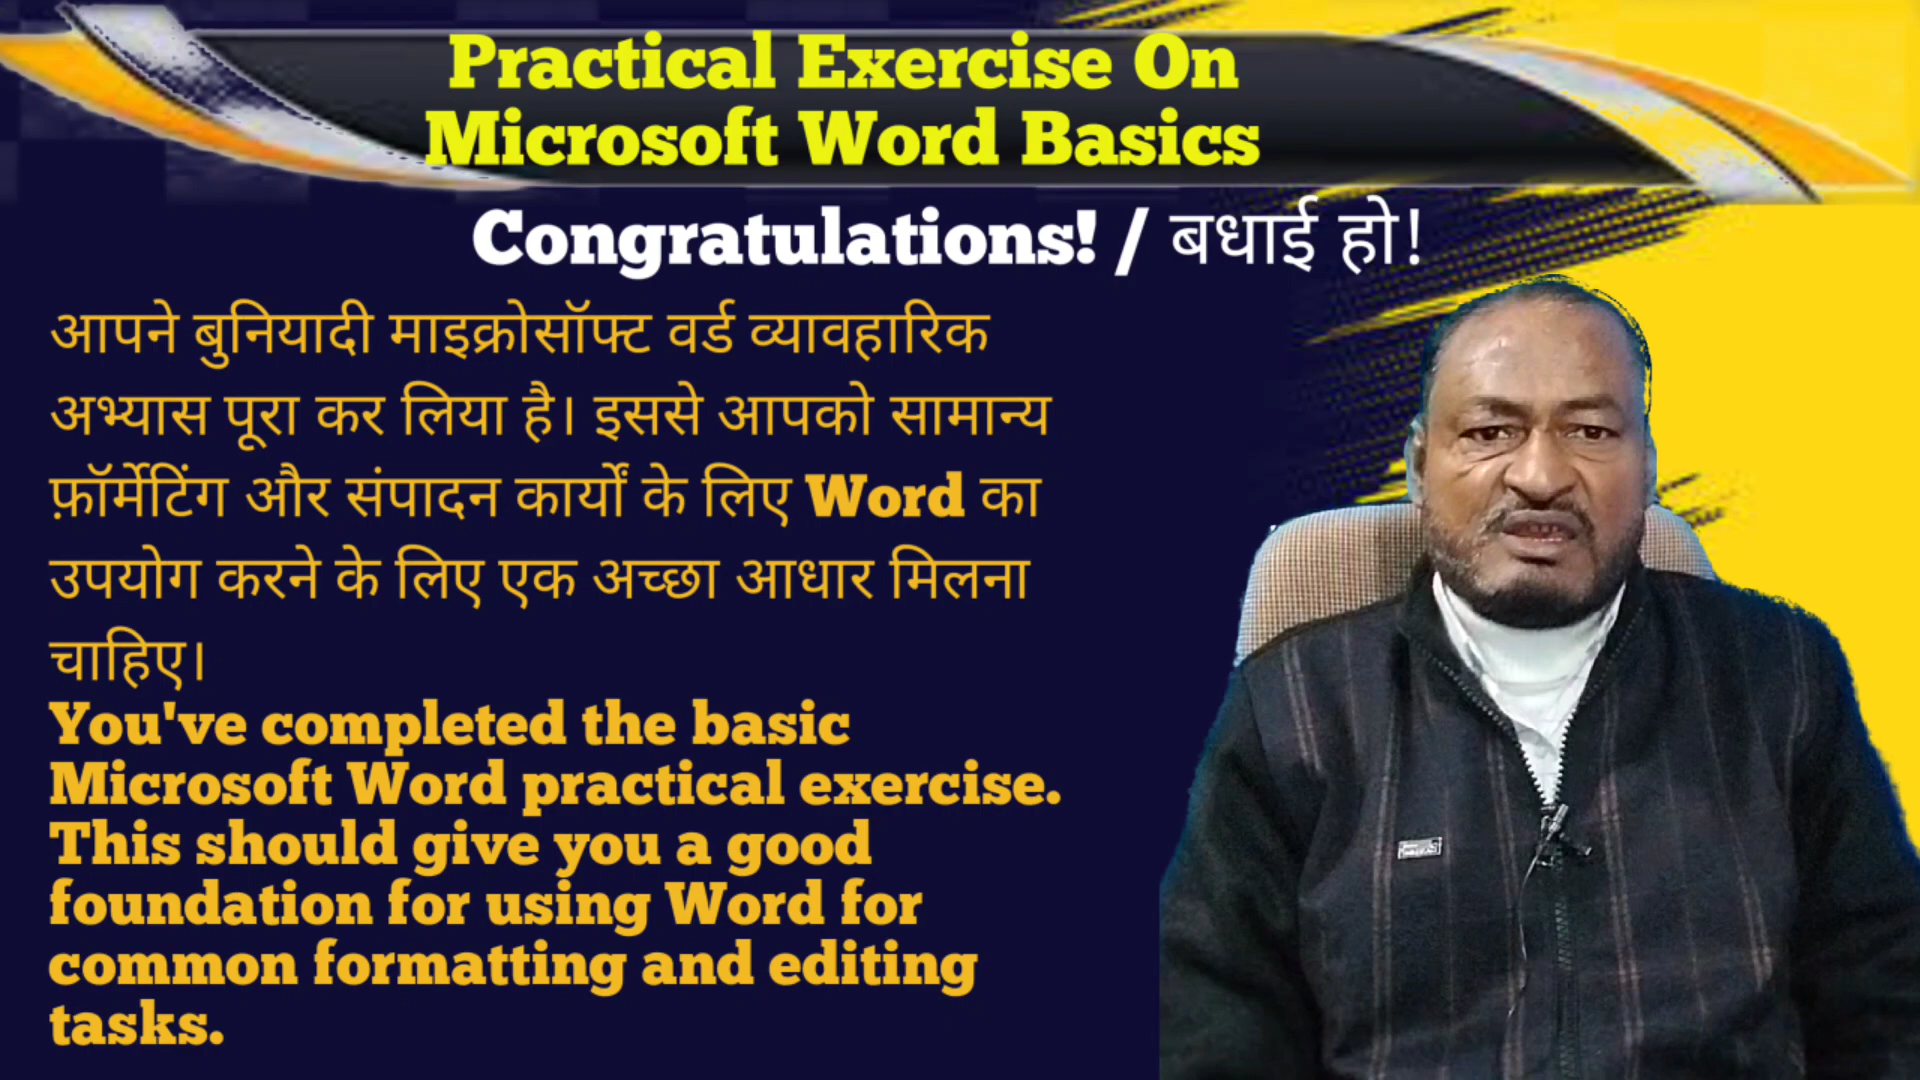 Practical Exercise On
Microsoft Word Basics
Congratulations! / बधाई हो!
आपने बुनियादी माइक्रोसॉफ्ट वर्ड व्यावहारिक
अभ्यास पूरा कर लिया है। इससे आपको सामान्य
फ़ॉर्मेटिंग और संपादन कार्यों के लिए Word का
उपयोग करने के लिए एक अच्छा आधार मिलना
चाहिए।
You've completed the basic
Microsoft Word practical exercise.
This should give you a good
foundation for using Word for
common formatting and editing
tasks.